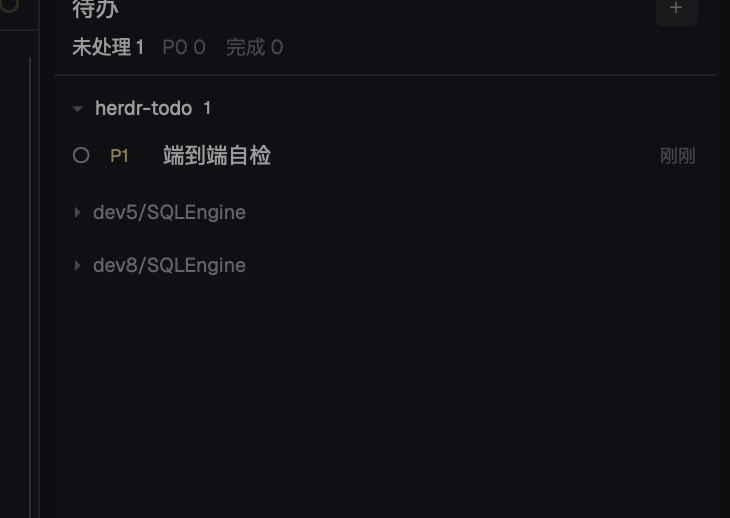 待办
+
未处理 1 P0 0 完成 0
herdr-todo 1
P1 端到端自检 刚刚
dev5/SQLEngine
dev8/SQLEngine